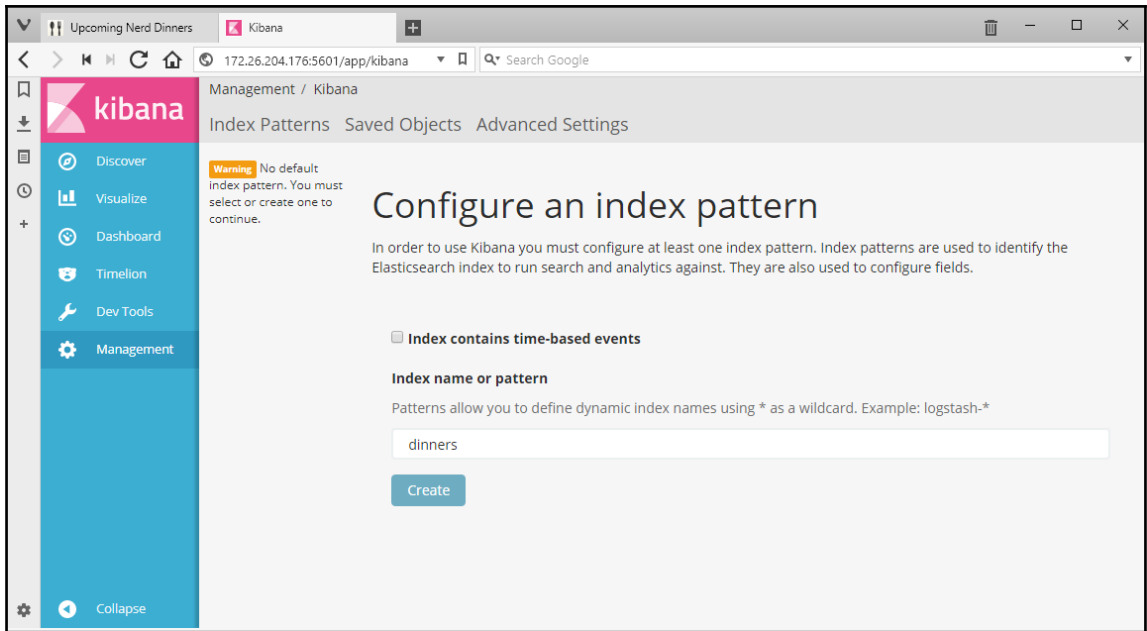 Upcoming Nerd Dinners
Kibana
172.26.204.176:5601/app/kibana
Search Google
kibana
Discover
Visualize
Dashboard
Timelion
Dev Tools
Management
Collapse
Management / Kibana
Index Patterns Saved Objects Advanced Settings
Warning No default
index pattern. You must
select or create one to
continue.
Configure an index pattern
In order to use Kibana you must configure at least one index pattern. Index patterns are used to identify the
Elasticsearch index to run search and analytics against. They are also used to configure fields.
Index contains time-based events
Index name or pattern
Patterns allow you to define dynamic index names using * as a wildcard. Example: logstash-*
dinners
Create